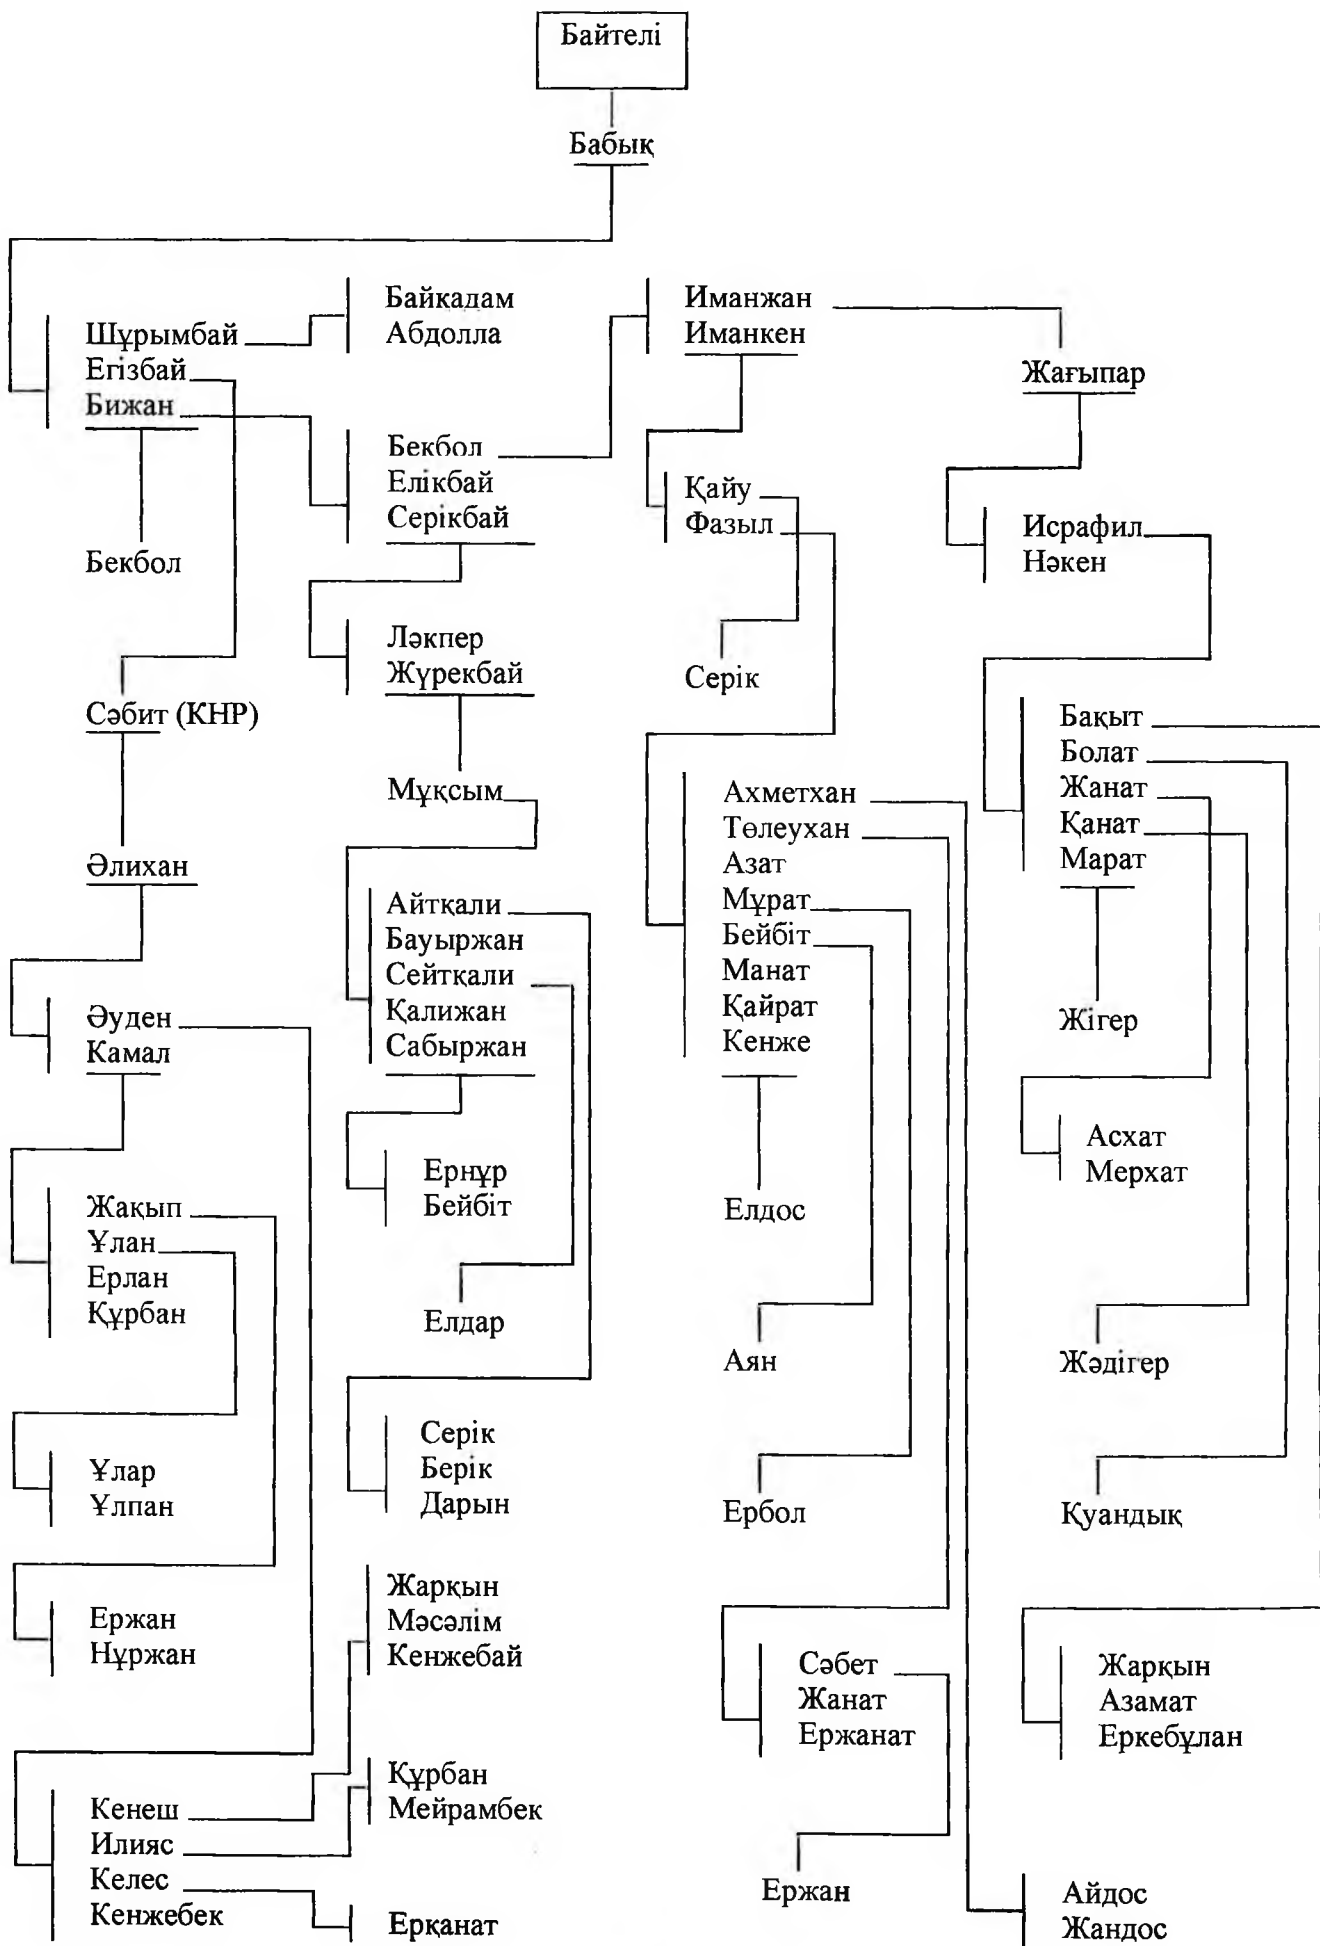 Байтелі
Бабық
Шұрымбай
Егізбай
Бижан
Бекбол
Сәбит (КНР)
Әлихан
Әуден
Камал
Жақып
Ұлан
Ерлан
Құрбан
Ұлар
Ұлпан
Ержан
Нұржан
Кенеш
Илияс
Келес
Кенжебек
Байкадам
Абдолла
Бекбол
Елікбай
Серікбай
Ләкпер
Жүрекбай
Мұқсым
Айтқали
Бауыржан
Сейтқали
Қалижан
Сабыржан
Ернұр
Бейбіт
Елдар
Серік
Берік
Дарын
Жарқын
Мәсәлім
Кенжебай
Құрбан
Мейрамбек
Ерқанат
Иманжан
Иманкен
Қайу
Фазыл
Серік
Ахметхан
Төлеухан
Азат
Мұрат
Бейбіт
Манат
Қайрат
Кенже
Елдос
Аян
Ербол
Сәбет
Жанат
Ержанат
Ержан
Жағыпар
Исрафил
Нәкен
Бақыт
Болат
Жанат
Қанат
Марат
Жігер
Асхат
Мерхат
Жәдігер
Қуандық
Жарқын
Азамат
Еркебұлан
Айдос
Жандос